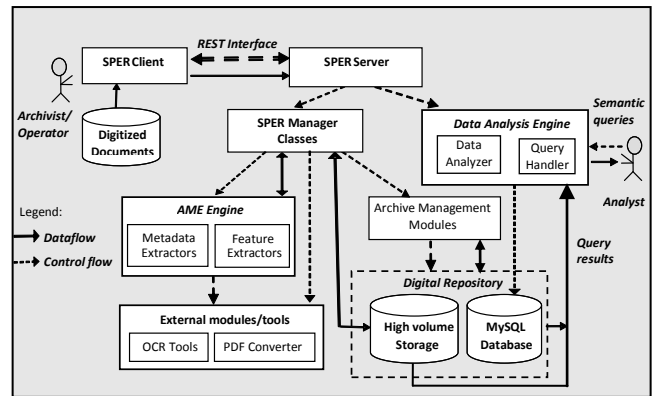 REST Interface
SPER Client
SPER Server
Archivist/
Operator
Digitized
Documents
SPER Manager
Classes
Data Analysis Engine
Data
Analyzer
Query
Handler
Semantic
queries
Analyst
Legend:
Dataflow
Control flow
AME Engine
Metadata
Extractors
Feature
Extractors
Archive Management
Modules
Query
results
Digital Repository
High volume
Storage
MySQL
Database
External modules/tools
OCR Tools
PDF Converter